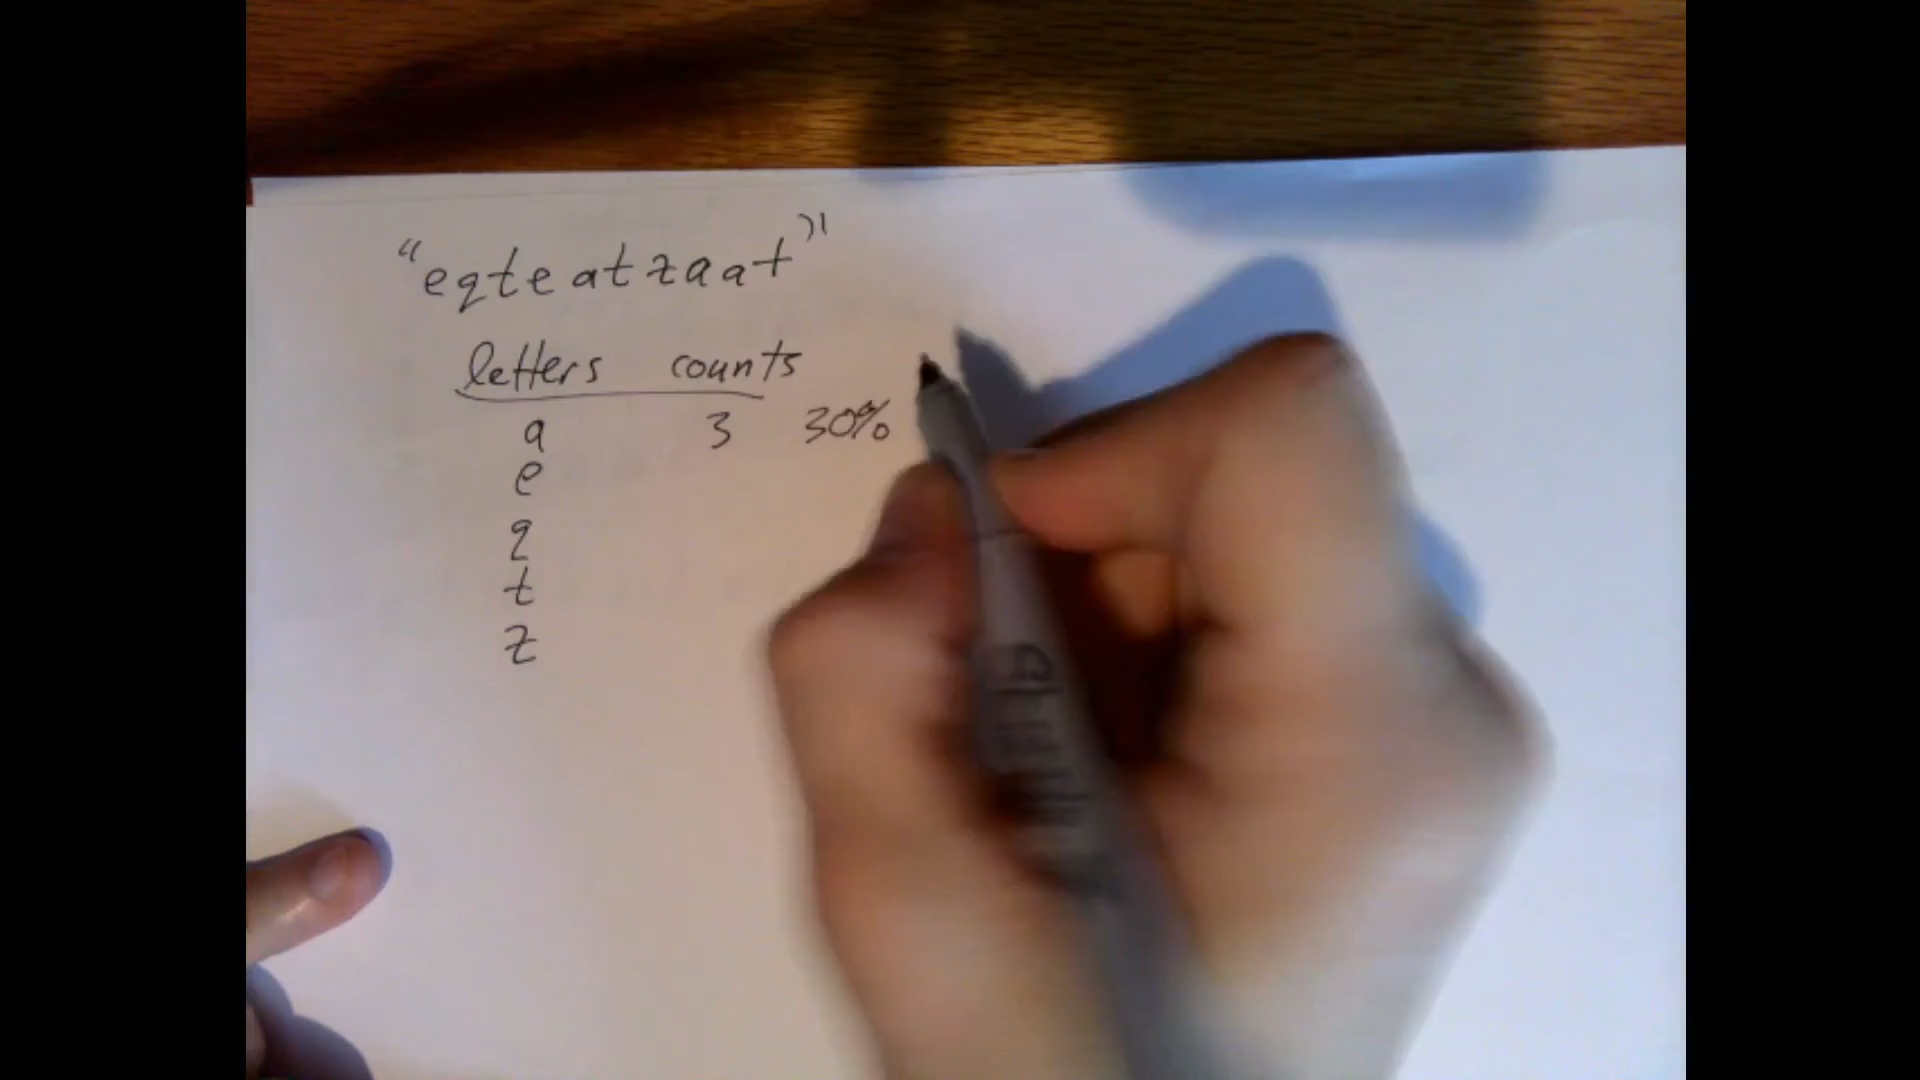 "eqteatzaat"
letters counts
a 3 30%
e
q
t
z